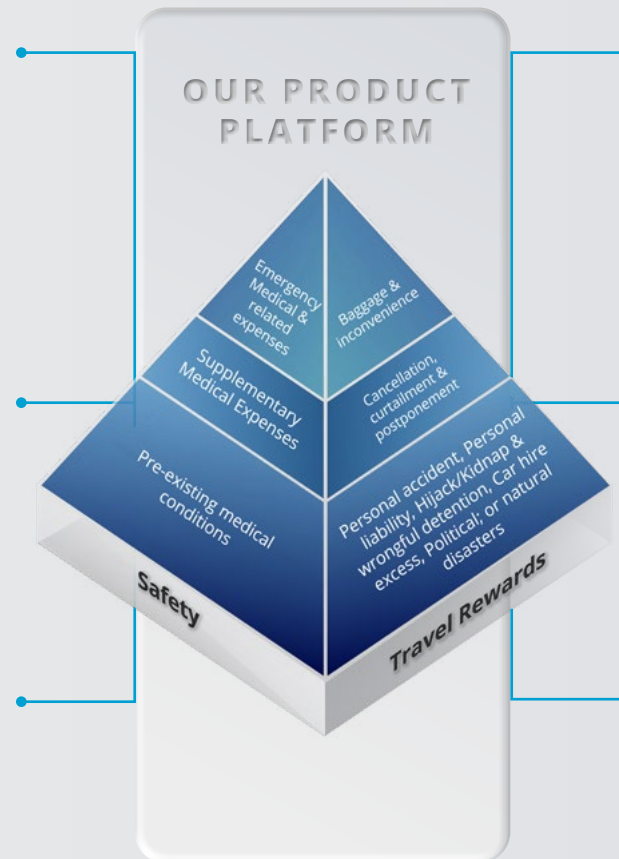 OUR PRODUCT
PLATFORM
Emergency
Medical &
related
expenses
Baggage &
inconvenience
Supplementary
Medical Expenses
Cancellation,
curtailment &
postponement
Pre-existing medical
conditions
Personal accident, Personal
liability, Hijack/Kidnap &
wrongful detention, Car hire
excess, Political; or natural
disasters
Safety
Travel Rewards